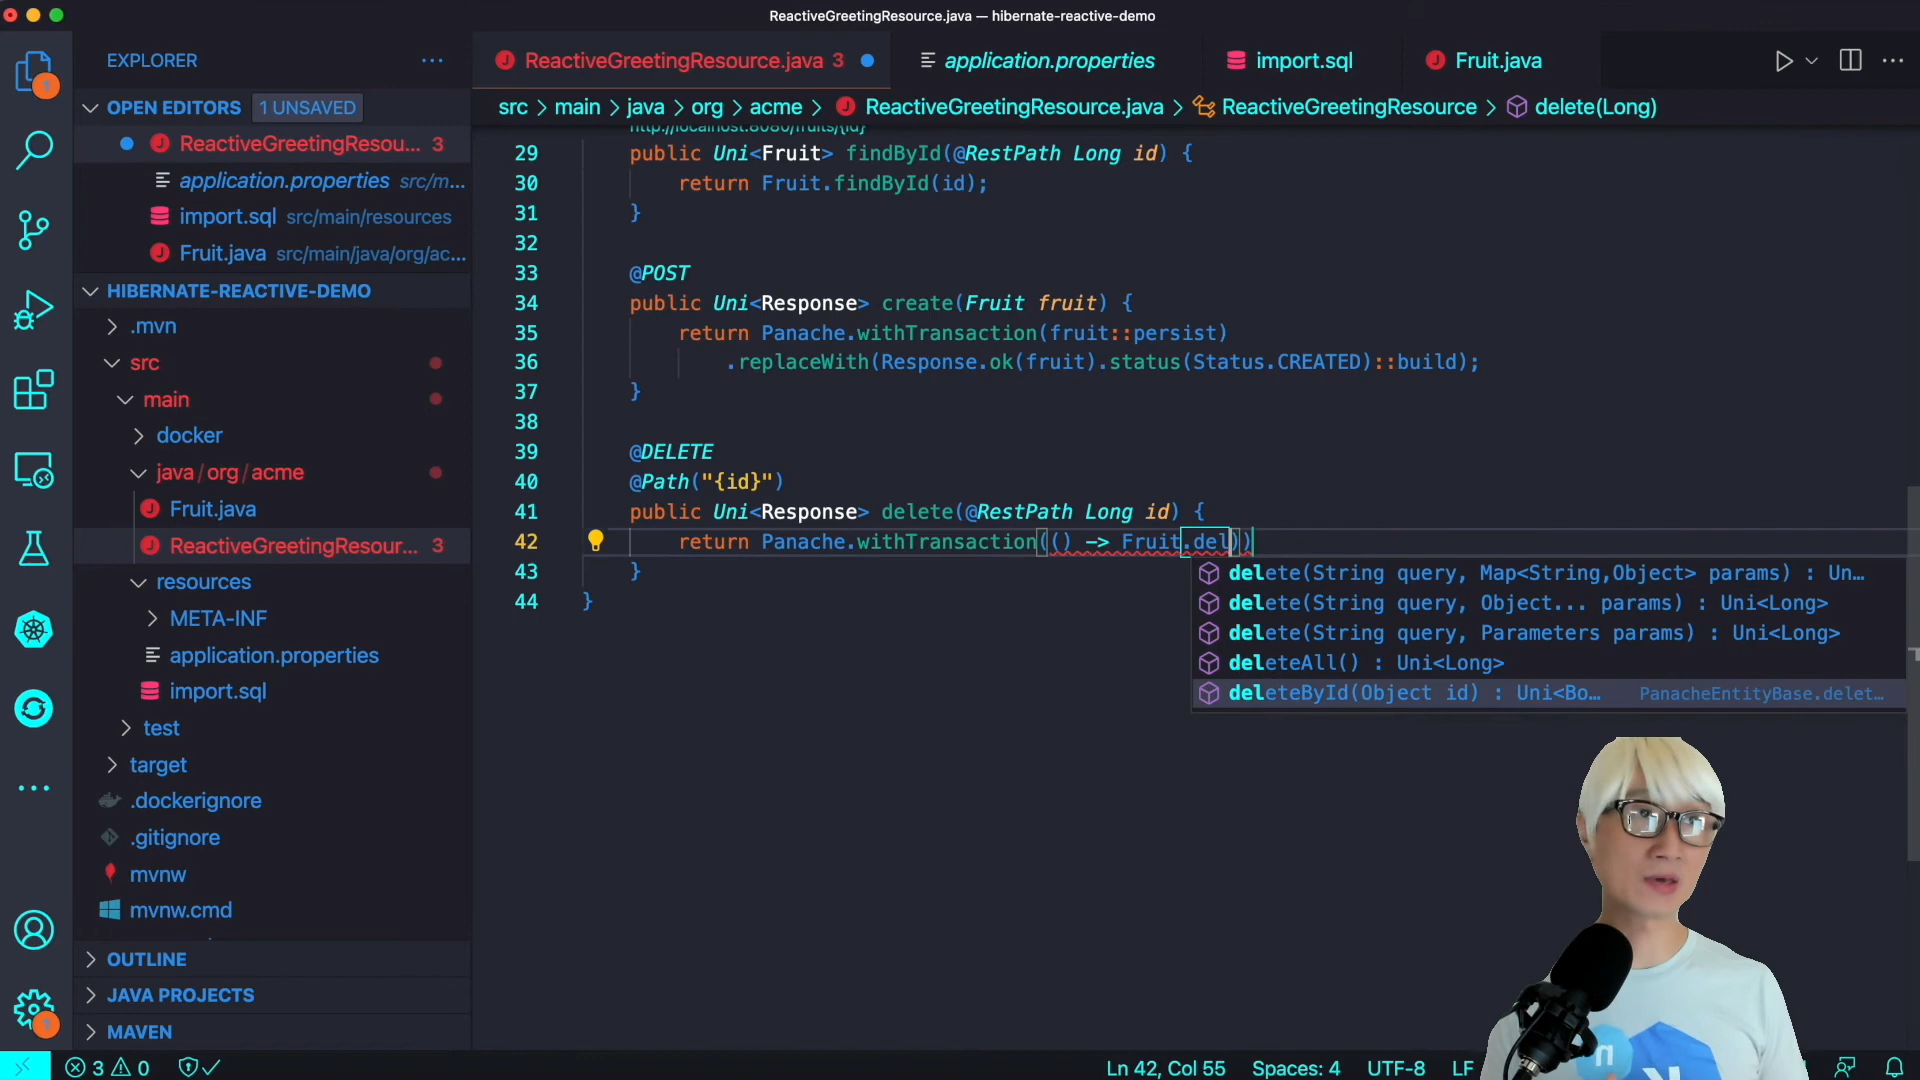 ReactiveGreetingResource.java — hibernate-reactive-demo
EXPLORER
ReactiveGreetingResource.java 3
application.properties
import.sql
Fruit.java
OPEN EDITORS 1 UNSAVED
src > main > java > org > acme > ReactiveGreetingResource.java > ReactiveGreetingResource > delete(Long)
ReactiveGreetingResou... 3
application.properties src/m...
import.sql src/main/resources
Fruit.java src/main/java/org/ac...
HIBERNATE-REACTIVE-DEMO
.mvn
src
main
docker
java / org / acme
Fruit.java
ReactiveGreetingResour... 3
resources
META-INF
application.properties
import.sql
test
target
.dockerignore
.gitignore
mvnw
mvnw.cmd
OUTLINE
JAVA PROJECTS
MAVEN
http://localhost:8080/fruits/{id}
29 public Uni<Fruit> findById(@RestPath Long id) {
30 return Fruit.findById(id);
31 }
32
33 @POST
34 public Uni<Response> create(Fruit fruit) {
35 return Panache.withTransaction(fruit::persist)
36 .replaceWith(Response.ok(fruit).status(Status.CREATED)::build);
37 }
38
39 @DELETE
40 @Path("{id}")
41 public Uni<Response> delete(@RestPath Long id) {
42 return Panache.withTransaction(() -> Fruit.del))
43 }
44 }
delete(String query, Map<String,Object> params) : Un...
delete(String query, Object... params) : Uni<Long>
delete(String query, Parameters params) : Uni<Long>
deleteAll() : Uni<Long>
deleteById(Object id) : Uni<Bo... PanacheEntityBase.delet...
3 0
Ln 42, Col 55 Spaces: 4 UTF-8 LF